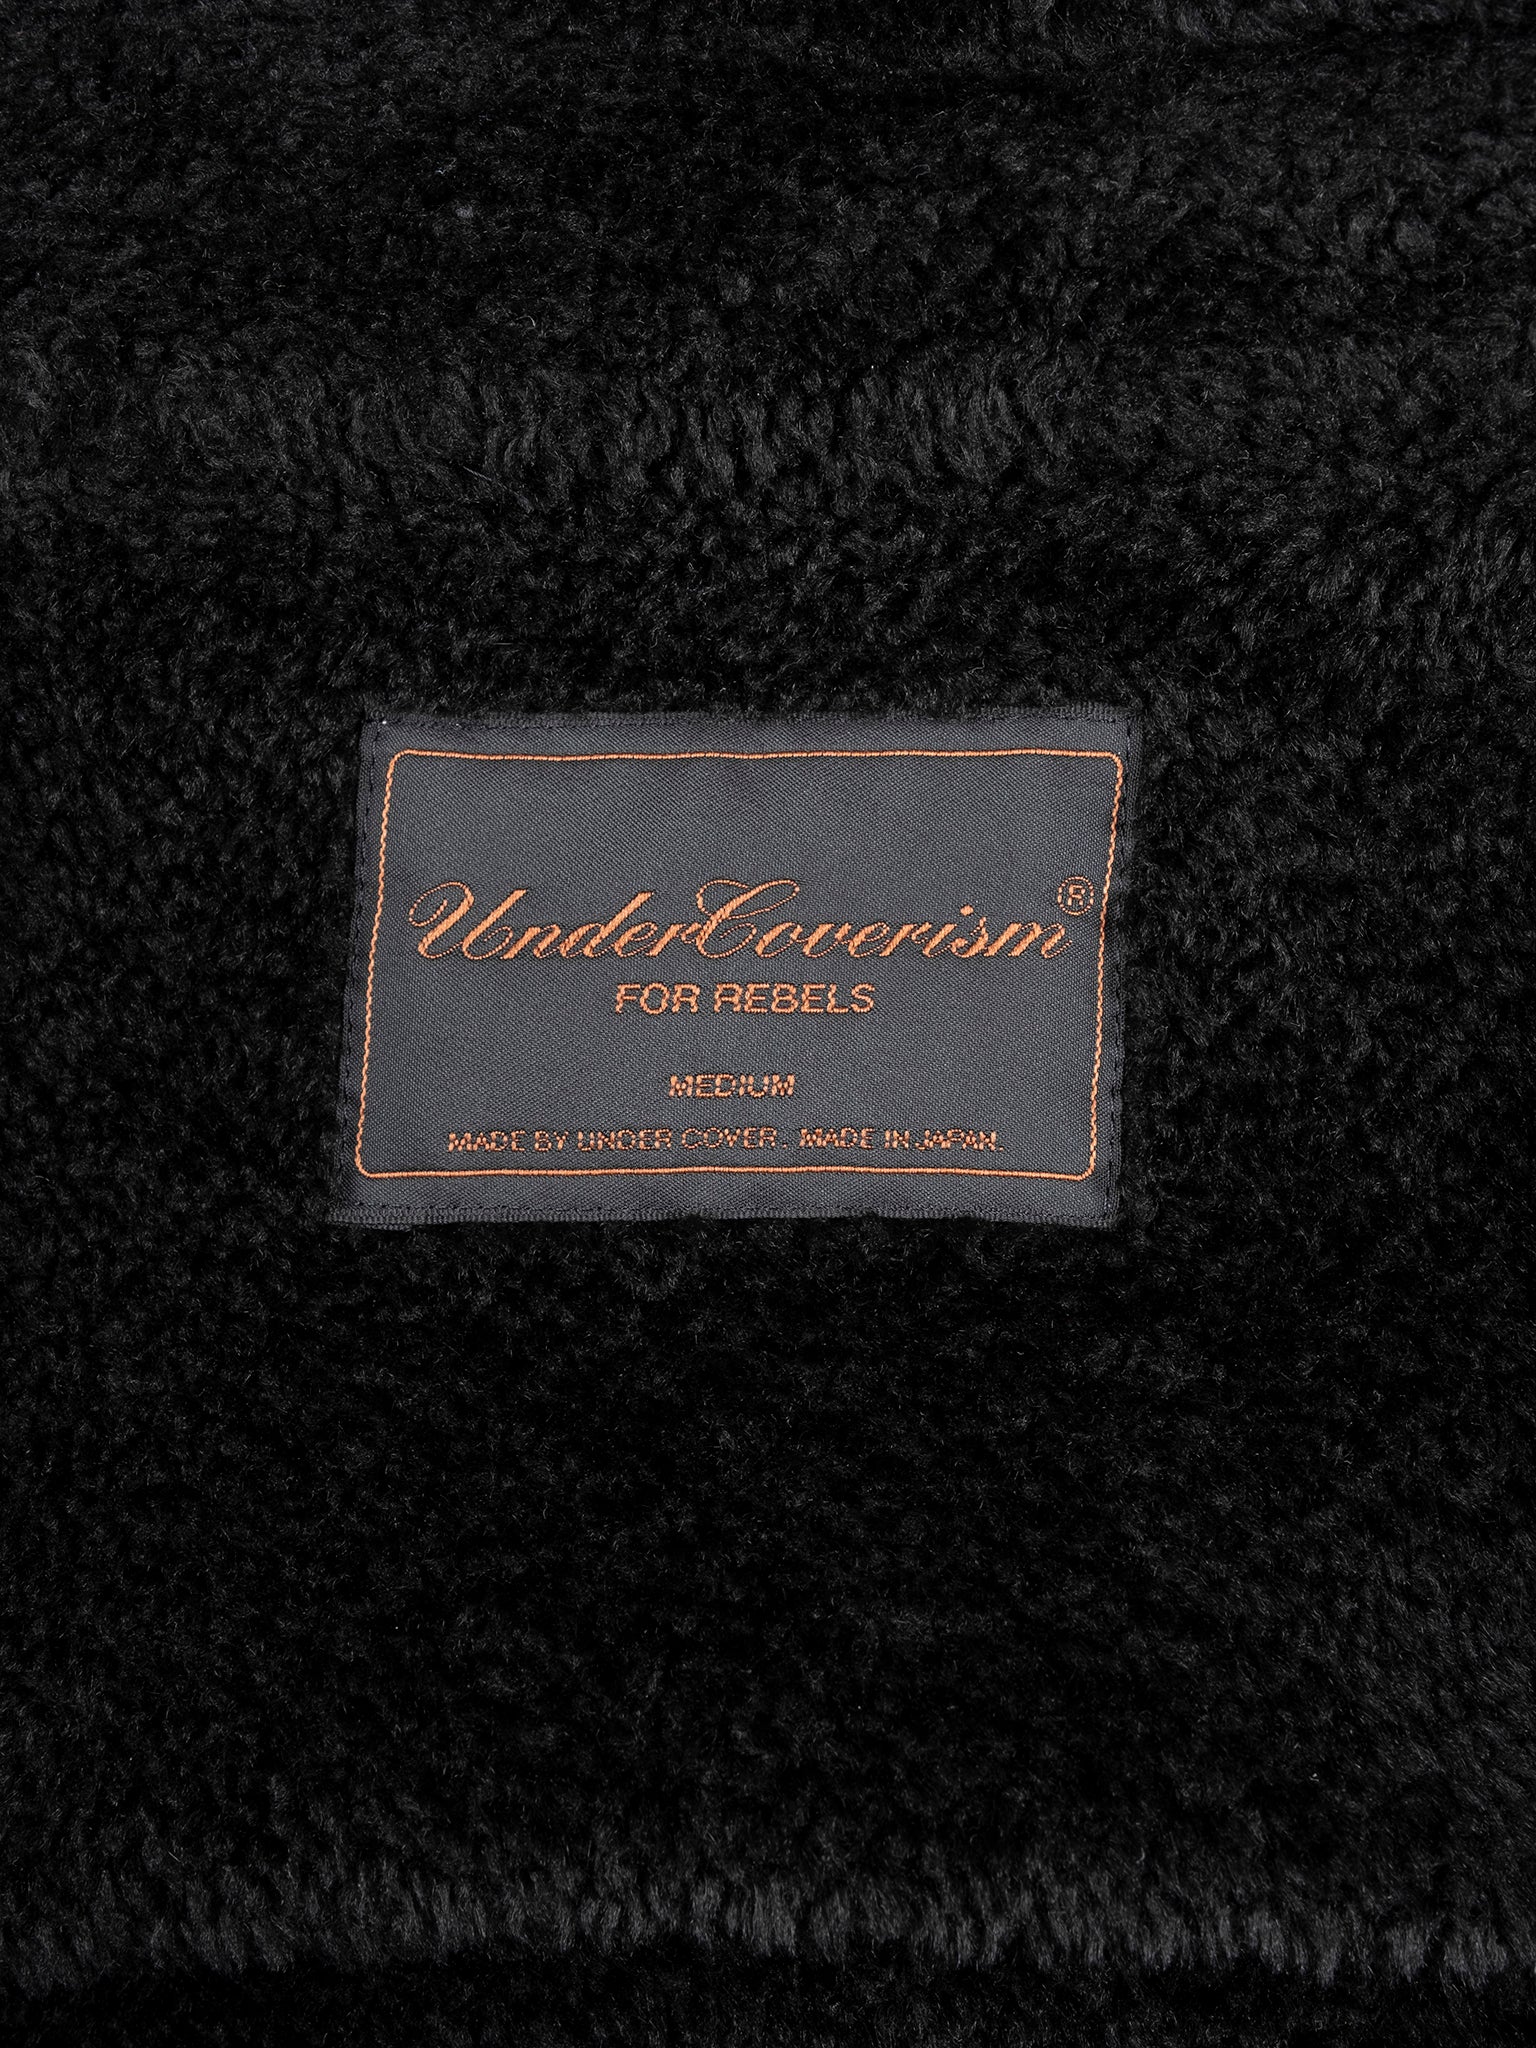 UnderCoverism®
FOR REBELS
MEDIUM
MADE BY UNDER COVER. MADE IN JAPAN.